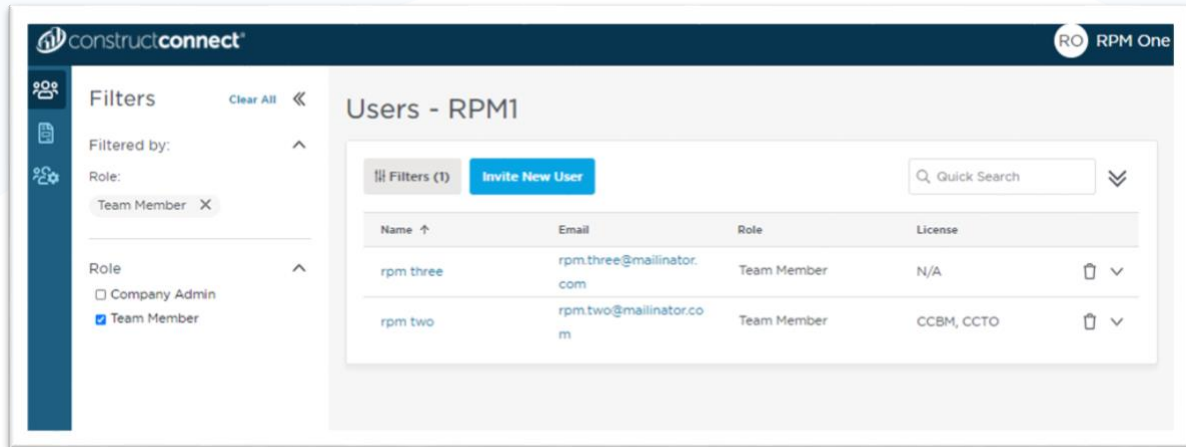 constructconnect®
RO RPM One
Filters Clear All
Filtered by:
Role:
Team Member X
Role
Company Admin
Team Member
Users - RPM1
Filters (1) Invite New User Quick Search
Name ↑ Email Role License
rpm three rpm.three@mailinator. Team Member N/A
com
rpm two rpm.two@mailinator.co Team Member CCBM, CCTO
m